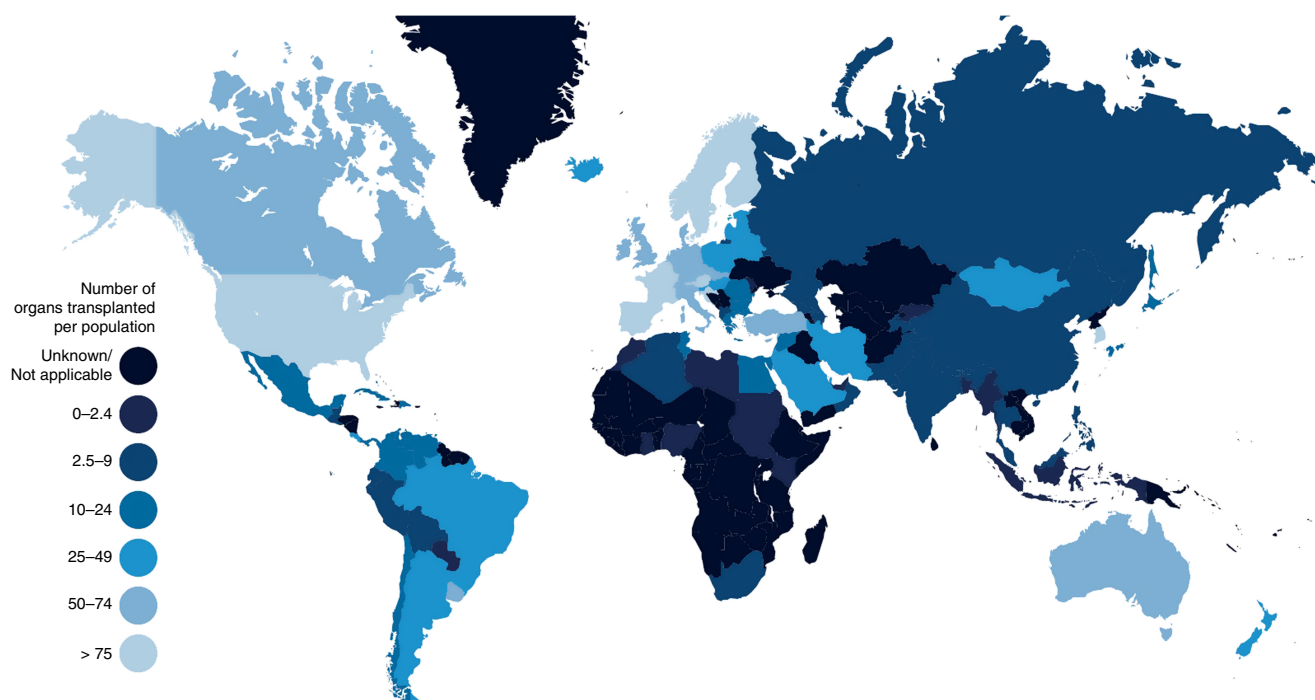 Number of
organs transplanted
per population
Unknown/
Not applicable
0–2.4
2.5–9
10–24
25–49
50–74
> 75